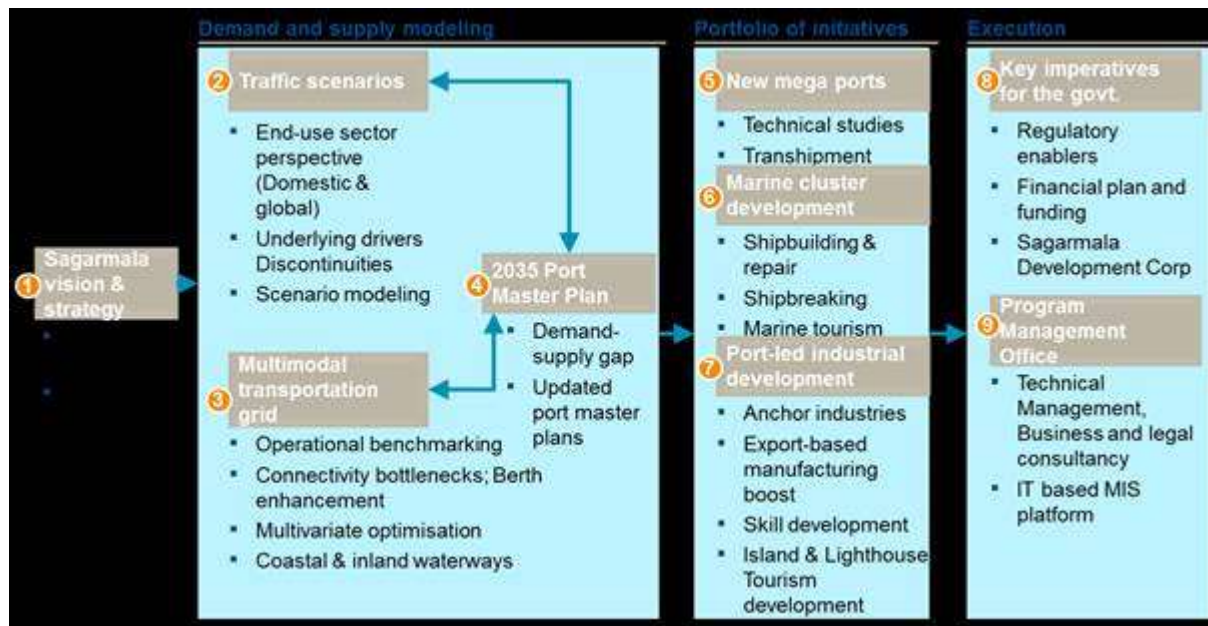 Demand and supply modeling
Portfolio of initiatives
Execution
1
Sagarmala
vision &
strategy
2
Traffic scenarios
▪ End-use sector
perspective
(Domestic &
global)
▪ Underlying drivers
Discontinuities
▪ Scenario modeling
3
Multimodal
transportation
grid
▪ Operational benchmarking
▪ Connectivity bottlenecks; Berth
enhancement
▪ Multivariate optimisation
▪ Coastal & inland waterways
4
2035 Port
Master Plan
▪ Demand-
supply gap
▪ Updated
port master
plans
5
New mega ports
▪ Technical studies
▪ Transhipment
6
Marine cluster
development
▪ Shipbuilding &
repair
▪ Shipbreaking
▪ Marine tourism
7
Port-led industrial
development
▪ Anchor industries
▪ Export-based
manufacturing
boost
▪ Skill development
▪ Island & Lighthouse
Tourism
development
8
Key imperatives
for the govt.
▪ Regulatory
enablers
▪ Financial plan and
funding
▪ Sagarmala
Development Corp
9
Program
Management
Office
▪ Technical
Management,
Business and legal
consultancy
▪ IT based MIS
platform